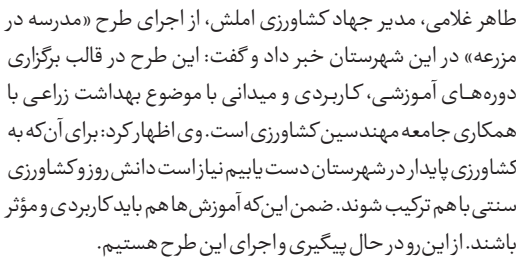 طاهر غلامی، مدیر جهاد کشاورزی املش، از اجرای طرح «مدرسه در
مزرعه» در این شهرستان خبر داد و گفت: این طرح در قالب برگزاری
دوره‌های آموزشی، کاربردی و میدانی با موضوع بهداشت زراعی با
همکاری جامعه مهندسین کشاورزی است. وی اظهار کرد: برای آن‌که به
کشاورزی پایدار در شهرستان دست یابیم نیاز است دانش روز و کشاورزی
سنتی با هم ترکیب شوند. ضمن این‌که آموزش‌ها هم باید کاربردی و مؤثر
باشند. از این رو در حال پیگیری و اجرای این طرح هستیم.